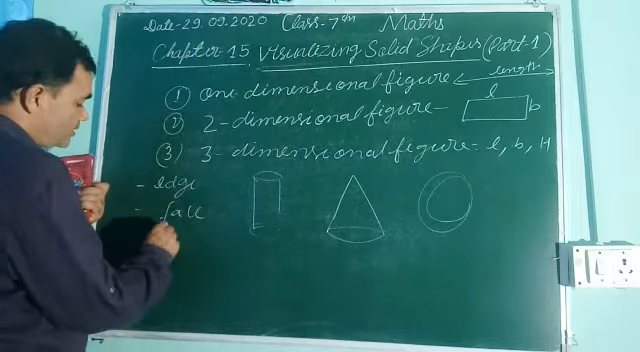 Date-29.09.2020 Class-7th Maths
Chapter-15 Visualizing Solid Shapes (Part-1)
(1) one dimensional figure length
(2) 2-dimensional figure- l b
(3) 3-dimensional figure- l, b, H
- edge
- face